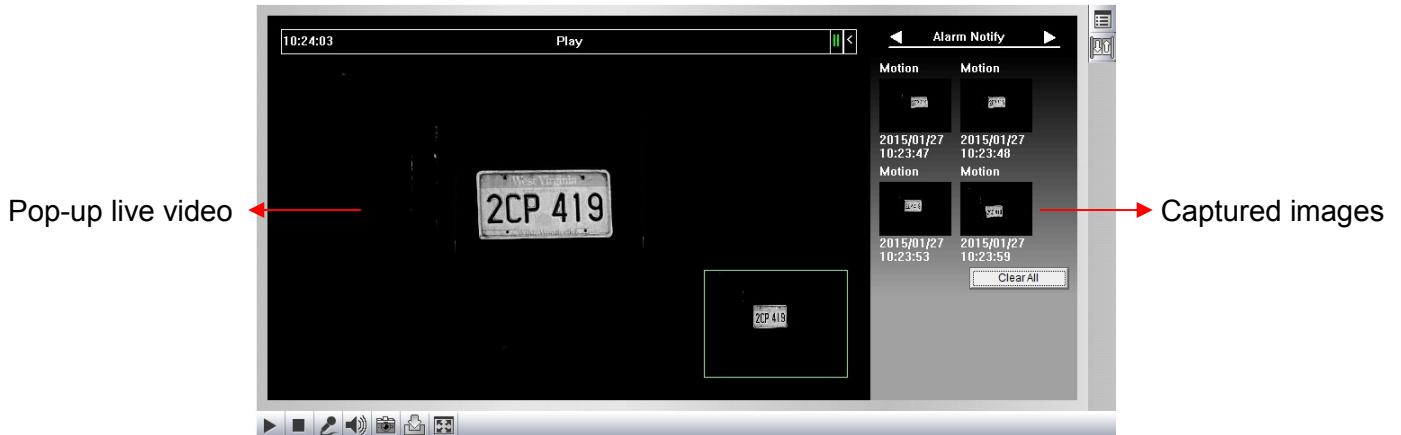 10:24:03 Play <
Alarm Notify
Motion Motion
2015/01/27 2015/01/27
10:23:47 10:23:48
Motion Motion
2015/01/27 2015/01/27
10:23:53 10:23:59
Clear All
West Virginia
2CP 419
2CP 419
Pop-up live video
Captured images